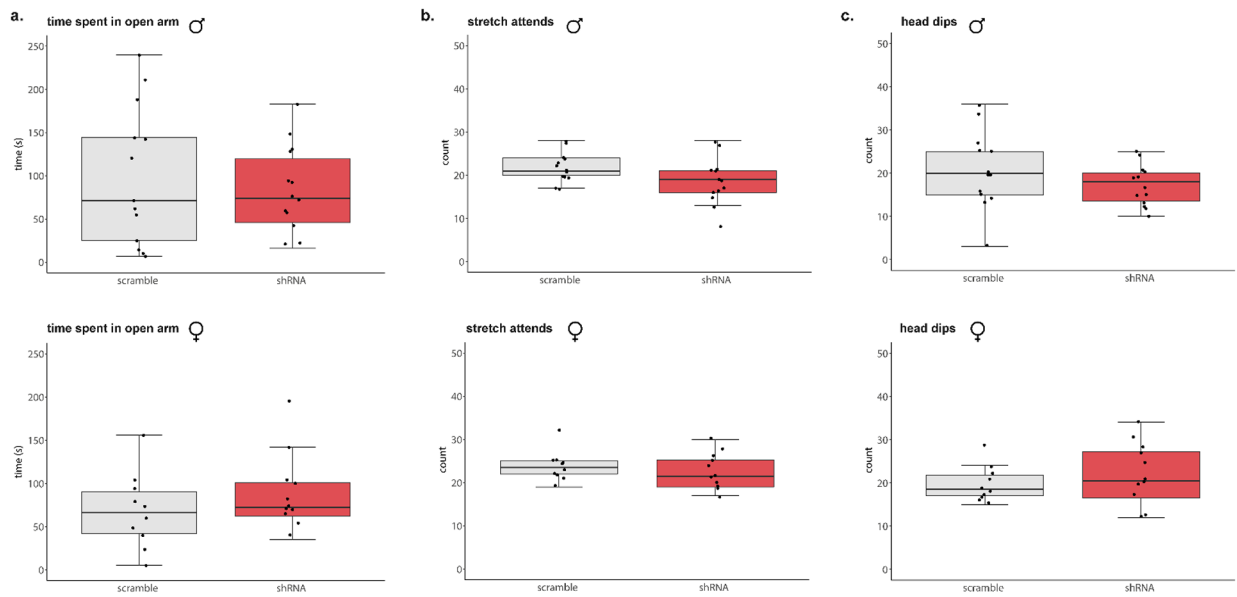 a.
time spent in open arm ♂
250
200
150
100
50
0
time (s)
scramble shRNA
b.
stretch attends ♂
50
40
30
20
10
0
count
scramble shRNA
c.
head dips ♂
50
40
30
20
10
0
count
scramble shRNA
time spent in open arm ♀
250
200
150
100
50
0
time (s)
scramble shRNA
stretch attends ♀
50
40
30
20
10
0
count
scramble shRNA
head dips ♀
50
40
30
20
10
0
count
scramble shRNA